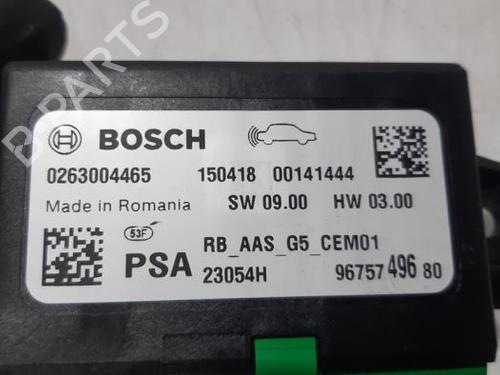 BOSCH
0263004465 150418 00141444
Made in Romania SW 09.00 HW 03.00
53F RB_AAS_G5_CEM01
PSA 23054H 96757 496 80
B PARTS